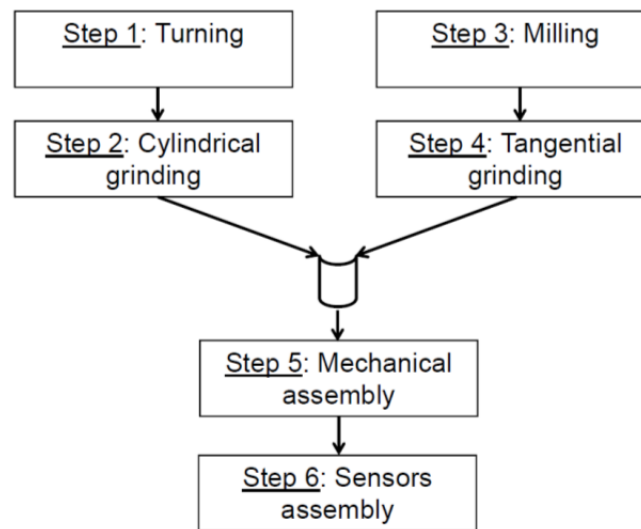 Step 1: Turning
Step 3: Milling
Step 2: Cylindrical
grinding
Step 4: Tangential
grinding
Step 5: Mechanical
assembly
Step 6: Sensors
assembly